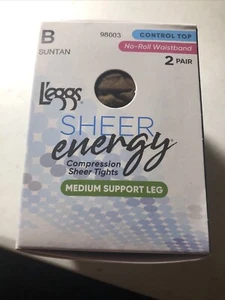 B
98003
CONTROL TOP
SUNTAN
No-Roll Waistband
2 PAIR
L'eggs
SHEER
energy
Compression
Sheer Tights
MEDIUM SUPPORT LEG